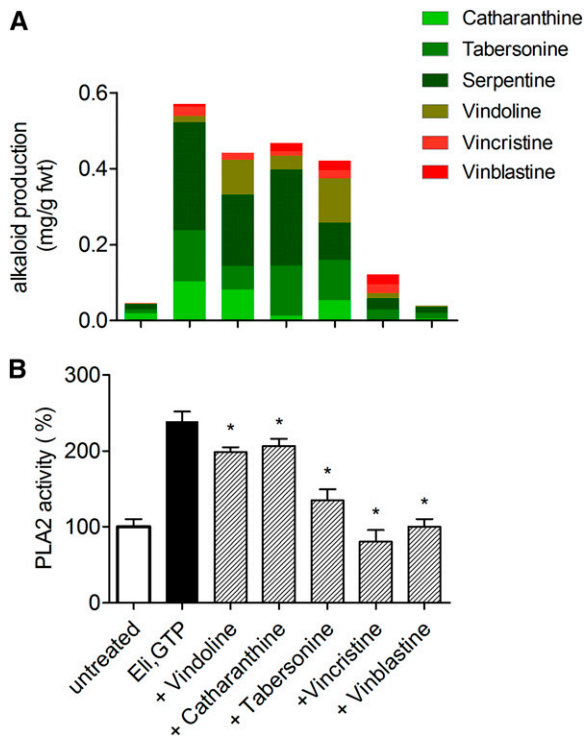 A
Catharanthine
Tabersonine
Serpentine
Vindoline
Vincristine
Vinblastine
alkaloid production
(mg/g fwt)
0.6
0.4
0.2
0.0
B
PLA2 activity ( %)
300
200
100
0
* * * * *
untreated
Eli,GTP
+ Vindoline
+ Catharanthine
+ Tabersonine
+Vincristine
+ Vinblastine